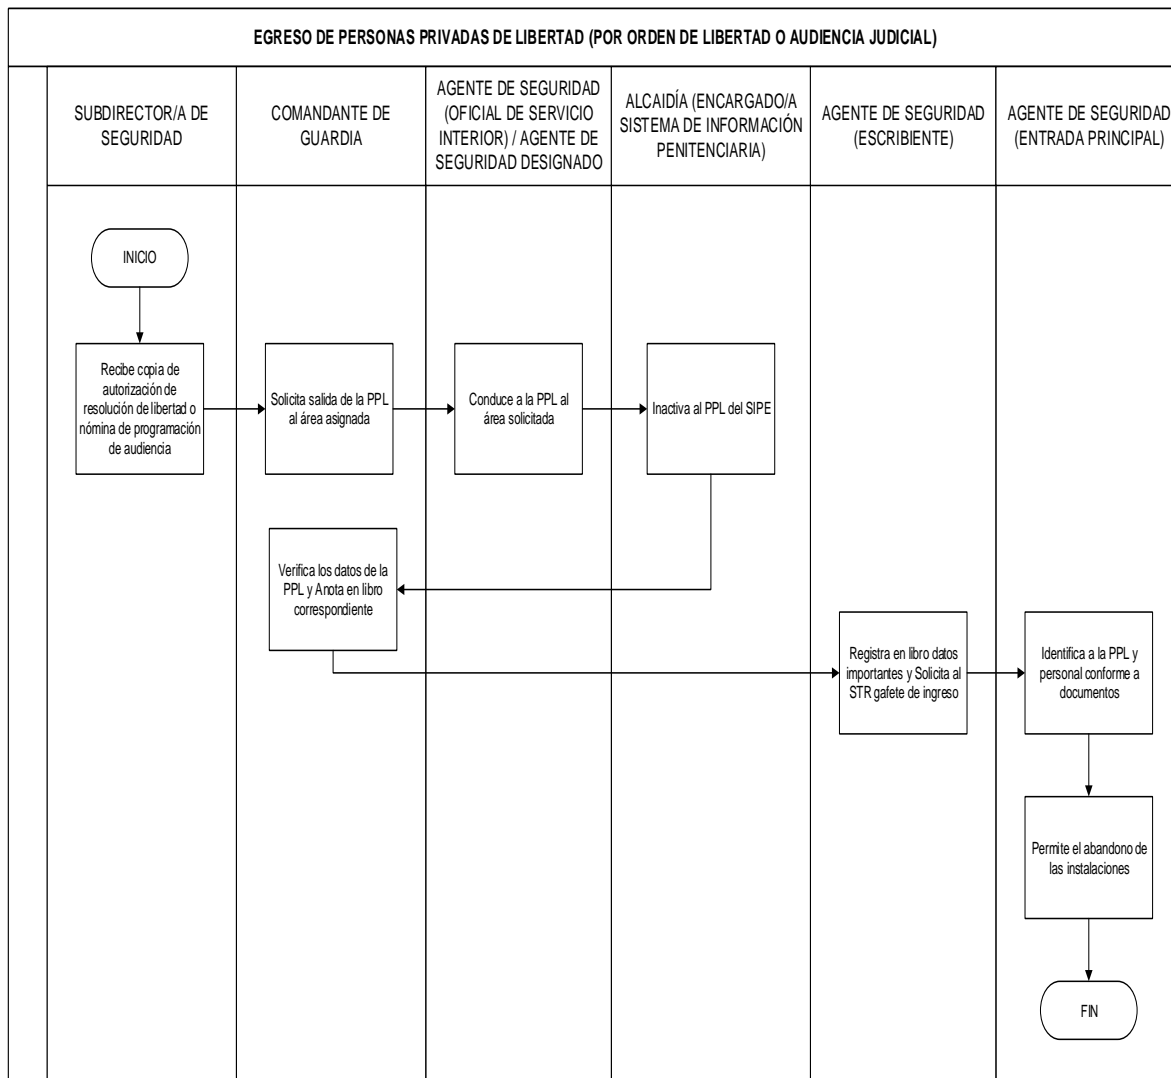 EGRESO DE PERSONAS PRIVADAS DE LIBERTAD (POR ORDEN DE LIBERTAD O AUDIENCIA JUDICIAL)
SUBDIRECTOR/A DE
SEGURIDAD
COMANDANTE DE
GUARDIA
AGENTE DE SEGURIDAD
(OFICIAL DE SERVICIO
INTERIOR) / AGENTE DE
SEGURIDAD DESIGNADO
ALCAIDÍA (ENCARGADO/A
SISTEMA DE INFORMACIÓN
PENITENCIARIA)
AGENTE DE SEGURIDAD
(ESCRIBIENTE)
AGENTE DE SEGURIDAD
(ENTRADA PRINCIPAL)
INICIO
Recibe copia de
autorización de
resolución de libertad o
nómina de programación
de audiencia
Solicita salida de la PPL
al área asignada
Conduce a la PPL al
área solicitada
Inactiva al PPL del SIPE
Verifica los datos de la
PPL y Anota en libro
correspondiente
Registra en libro datos
importantes y Solicita al
STR gafete de ingreso
Identifica a la PPL y
personal conforme a
documentos
Permite el abandono de
las instalaciones
FIN